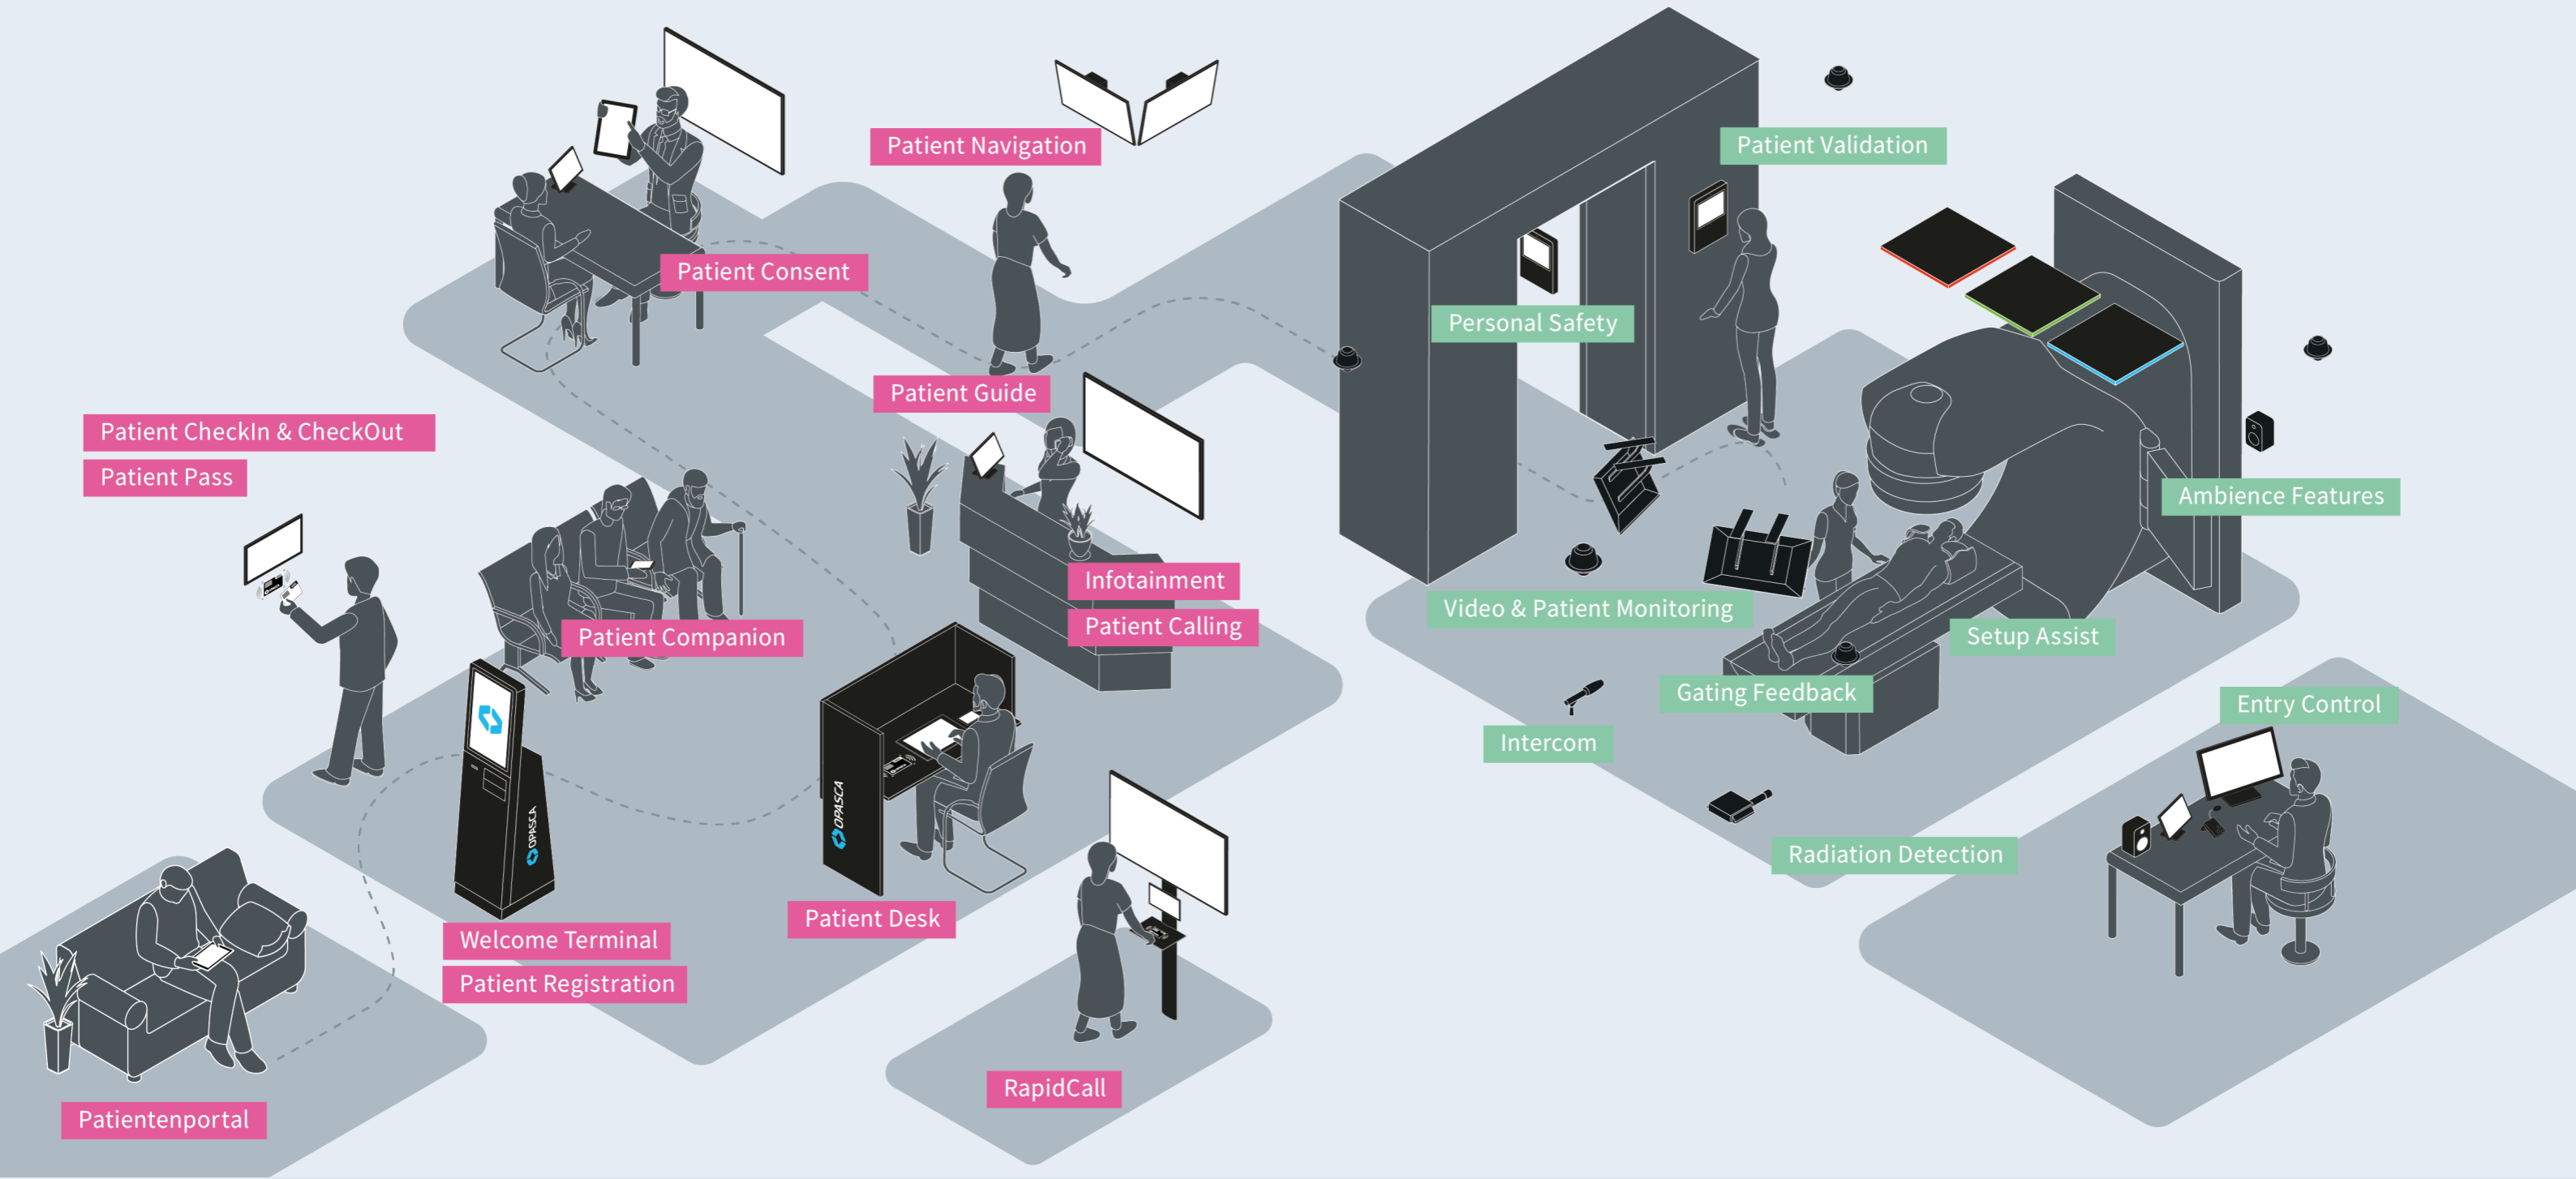 Patient Navigation
Patient Validation
Patient Consent
Personal Safety
Patient Guide
Patient CheckIn & CheckOut
Patient Pass
Ambience Features
Infotainment
Patient Calling
Video & Patient Monitoring
Patient Companion
Setup Assist
Gating Feedback
Entry Control
Intercom
OPASCA
OPASCA
Radiation Detection
Patient Desk
Welcome Terminal
Patient Registration
RapidCall
Patientenportal